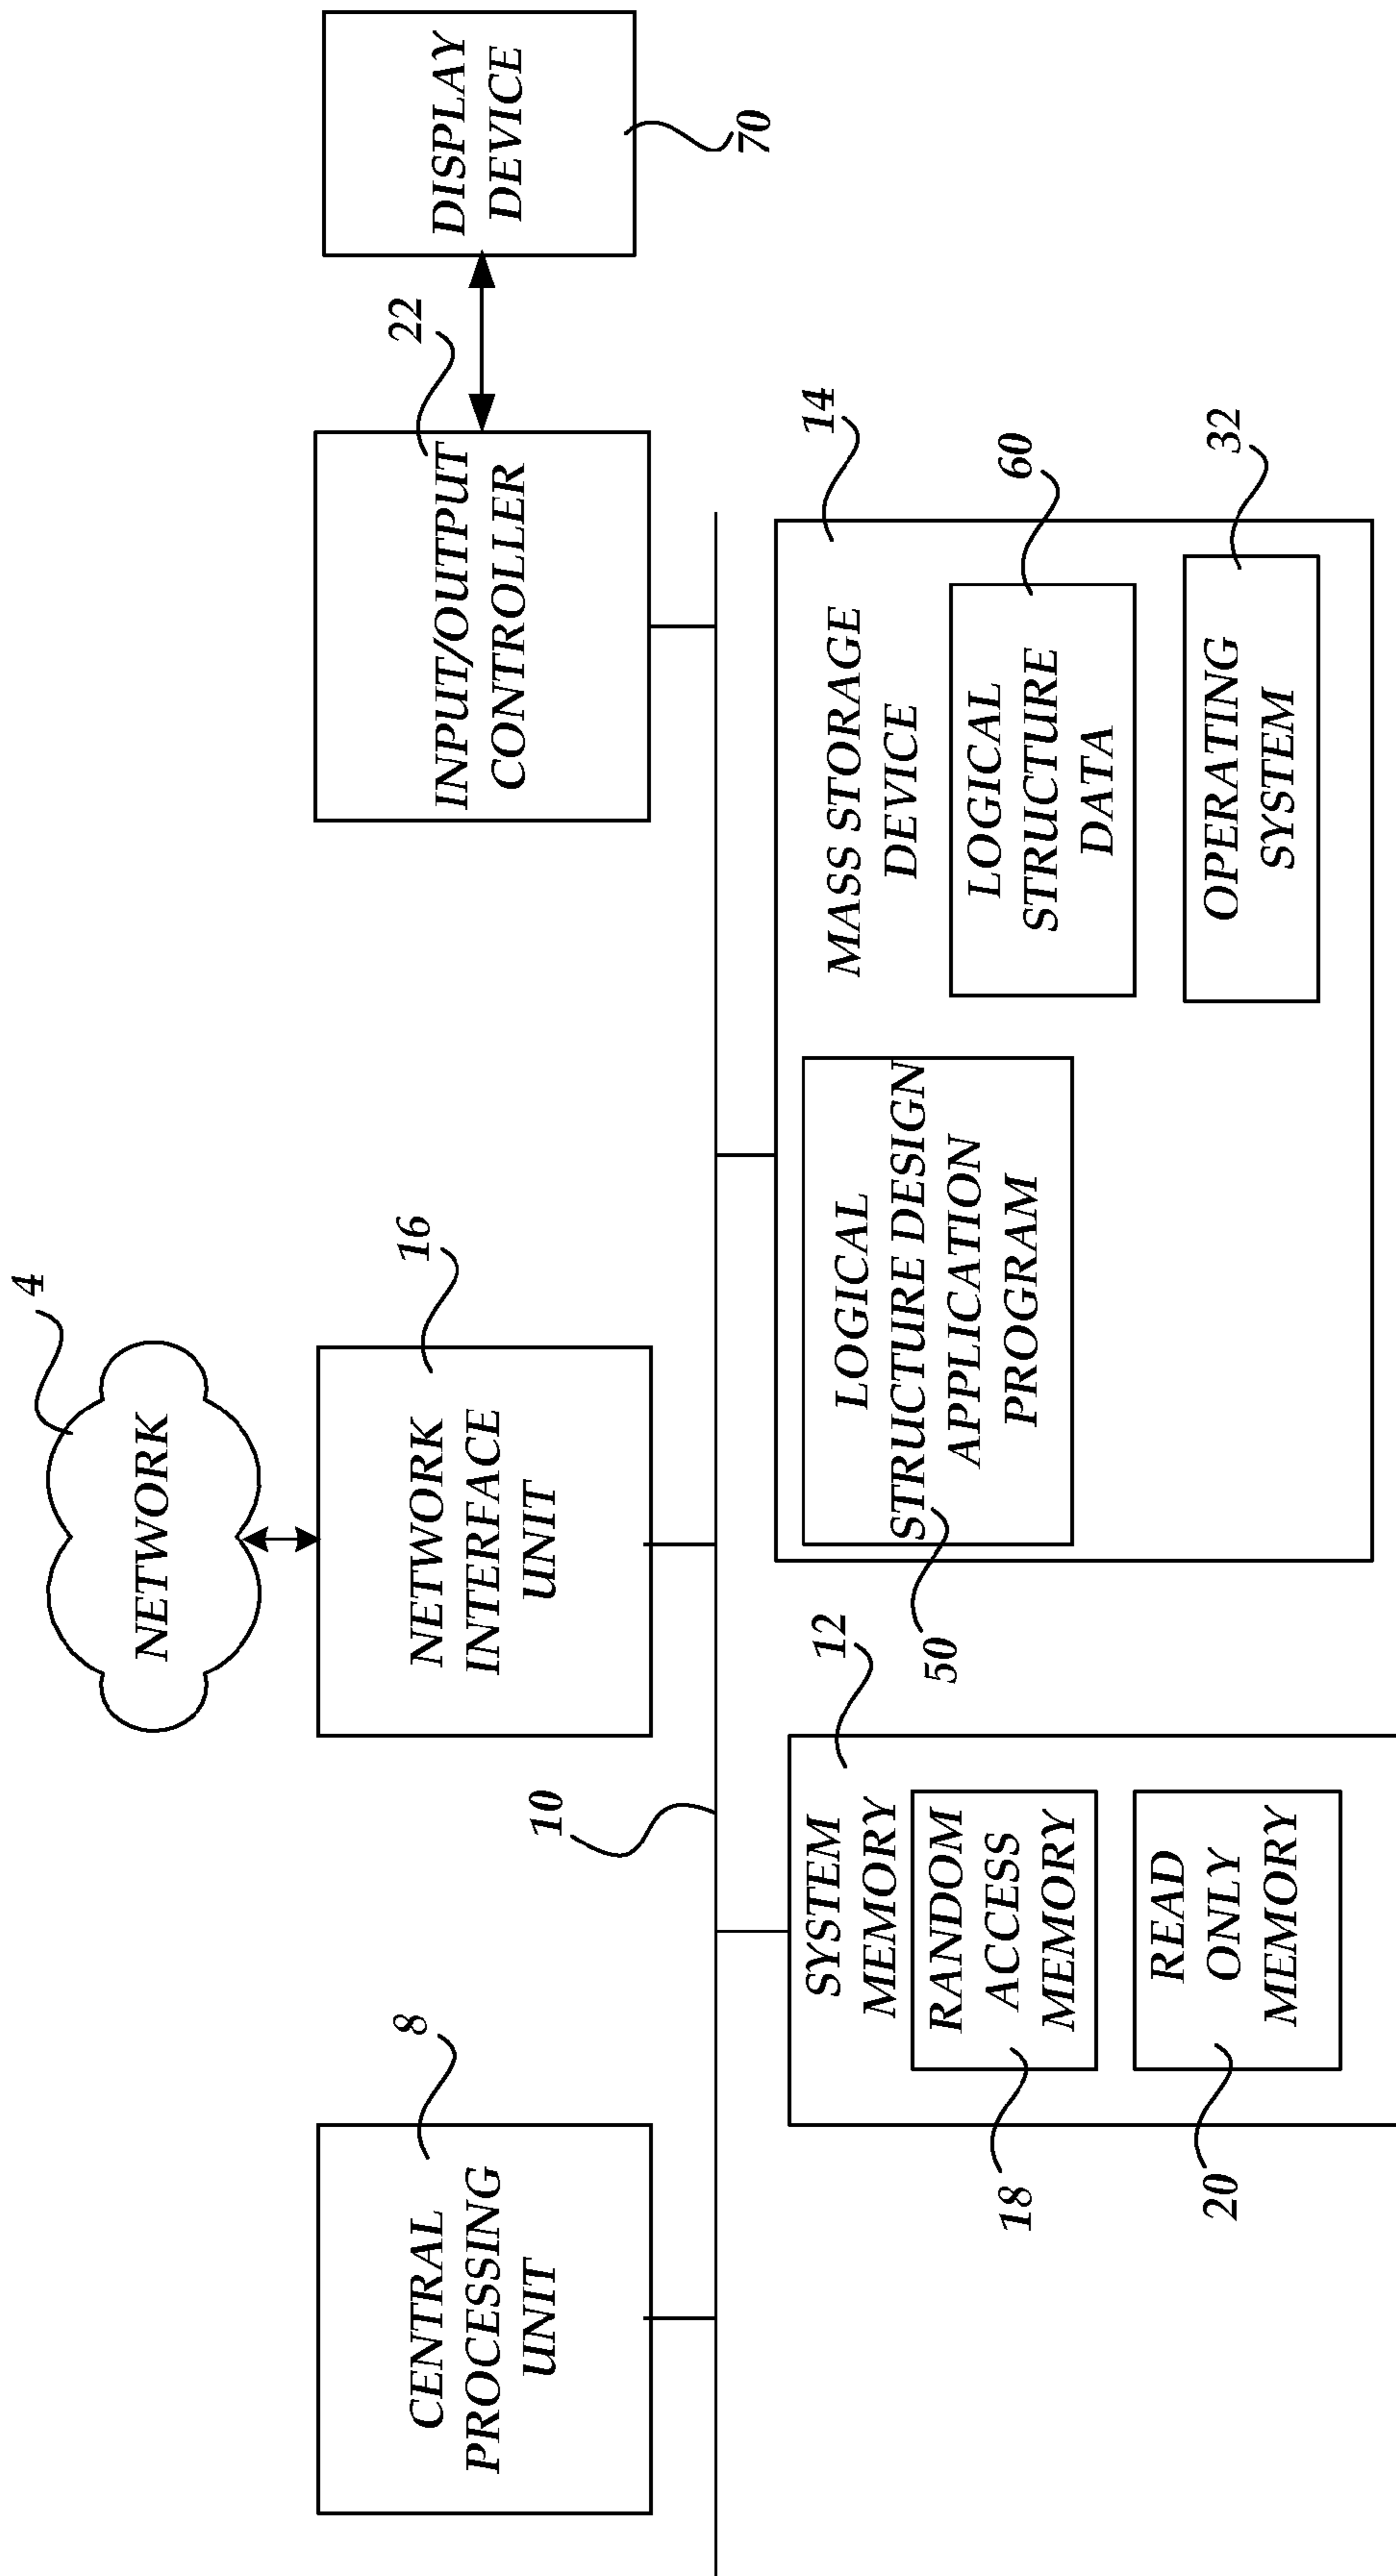 4
NETWORK
8
CENTRAL
PROCESSING
UNIT
16
NETWORK
INTERFACE
UNIT
22
INPUT/OUTPUT
CONTROLLER
DISPLAY
DEVICE
70
10
12
SYSTEM
MEMORY
RANDOM
ACCESS
MEMORY
18
READ
ONLY
MEMORY
20
14
MASS STORAGE
DEVICE
LOGICAL
STRUCTURE DESIGN
APPLICATION
PROGRAM
50
60
LOGICAL
STRUCTURE
DATA
32
OPERATING
SYSTEM